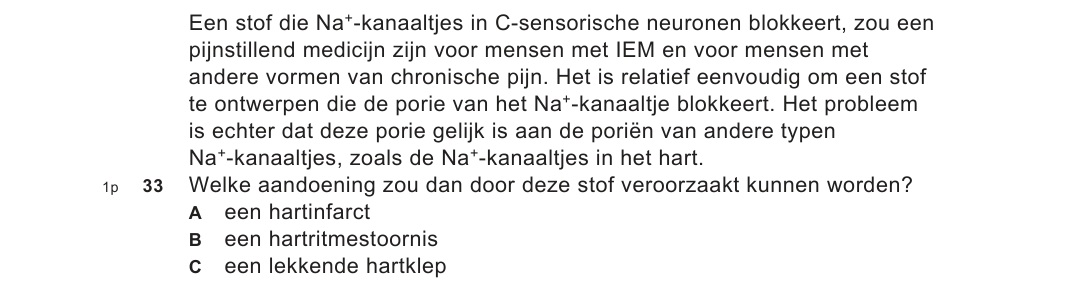 Een stof die Na⁺-kanaaltjes in C-sensorische neuronen blokkeert, zou een
pijnstillend medicijn zijn voor mensen met IEM en voor mensen met
andere vormen van chronische pijn. Het is relatief eenvoudig om een stof
te ontwerpen die de porie van het Na⁺-kanaaltje blokkeert. Het probleem
is echter dat deze porie gelijk is aan de poriën van andere typen
Na⁺-kanaaltjes, zoals de Na⁺-kanaaltjes in het hart.
1p 33 Welke aandoening zou dan door deze stof veroorzaakt kunnen worden?
A een hartinfarct
B een hartritmestoornis
C een lekkende hartklep